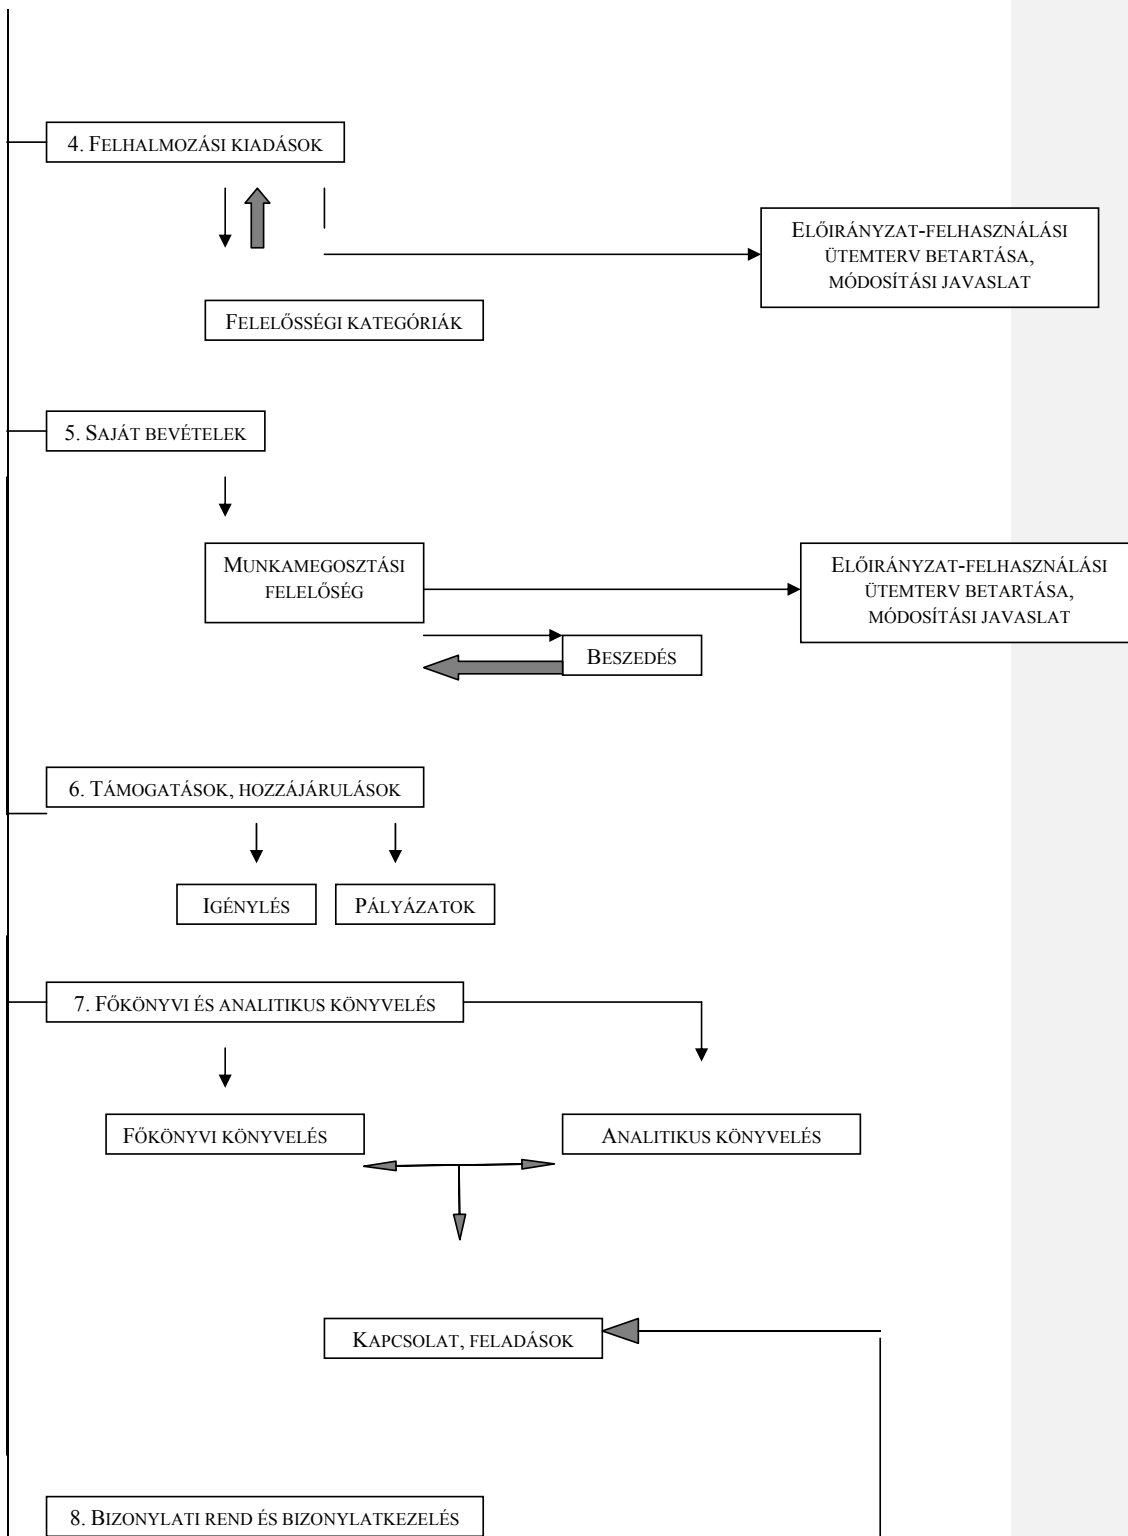 4. FELHALMOZÁSI KIADÁSOK
ELŐIRÁNYZAT-FELHASZNÁLÁSI
ÜTEMTERV BETARTÁSA,
MÓDOSÍTÁSI JAVASLAT
FELELŐSSÉGI KATEGÓRIÁK
5. SAJÁT BEVÉTELEK
MUNKAMEGOSZTÁSI
FELELŐSÉG
ELŐIRÁNYZAT-FELHASZNÁLÁSI
ÜTEMTERV BETARTÁSA,
MÓDOSÍTÁSI JAVASLAT
BESZEDÉS
6. TÁMOGATÁSOK, HOZZÁJÁRULÁSOK
IGÉNYLÉS
PÁLYÁZATOK
7. FŐKÖNYVI ÉS ANALITIKUS KÖNYVELÉS
FŐKÖNYVI KÖNYVELÉS
ANALITIKUS KÖNYVELÉS
KAPCSOLAT, FELADÁSOK
8. BIZONYLATI REND ÉS BIZONYLATKEZELÉS